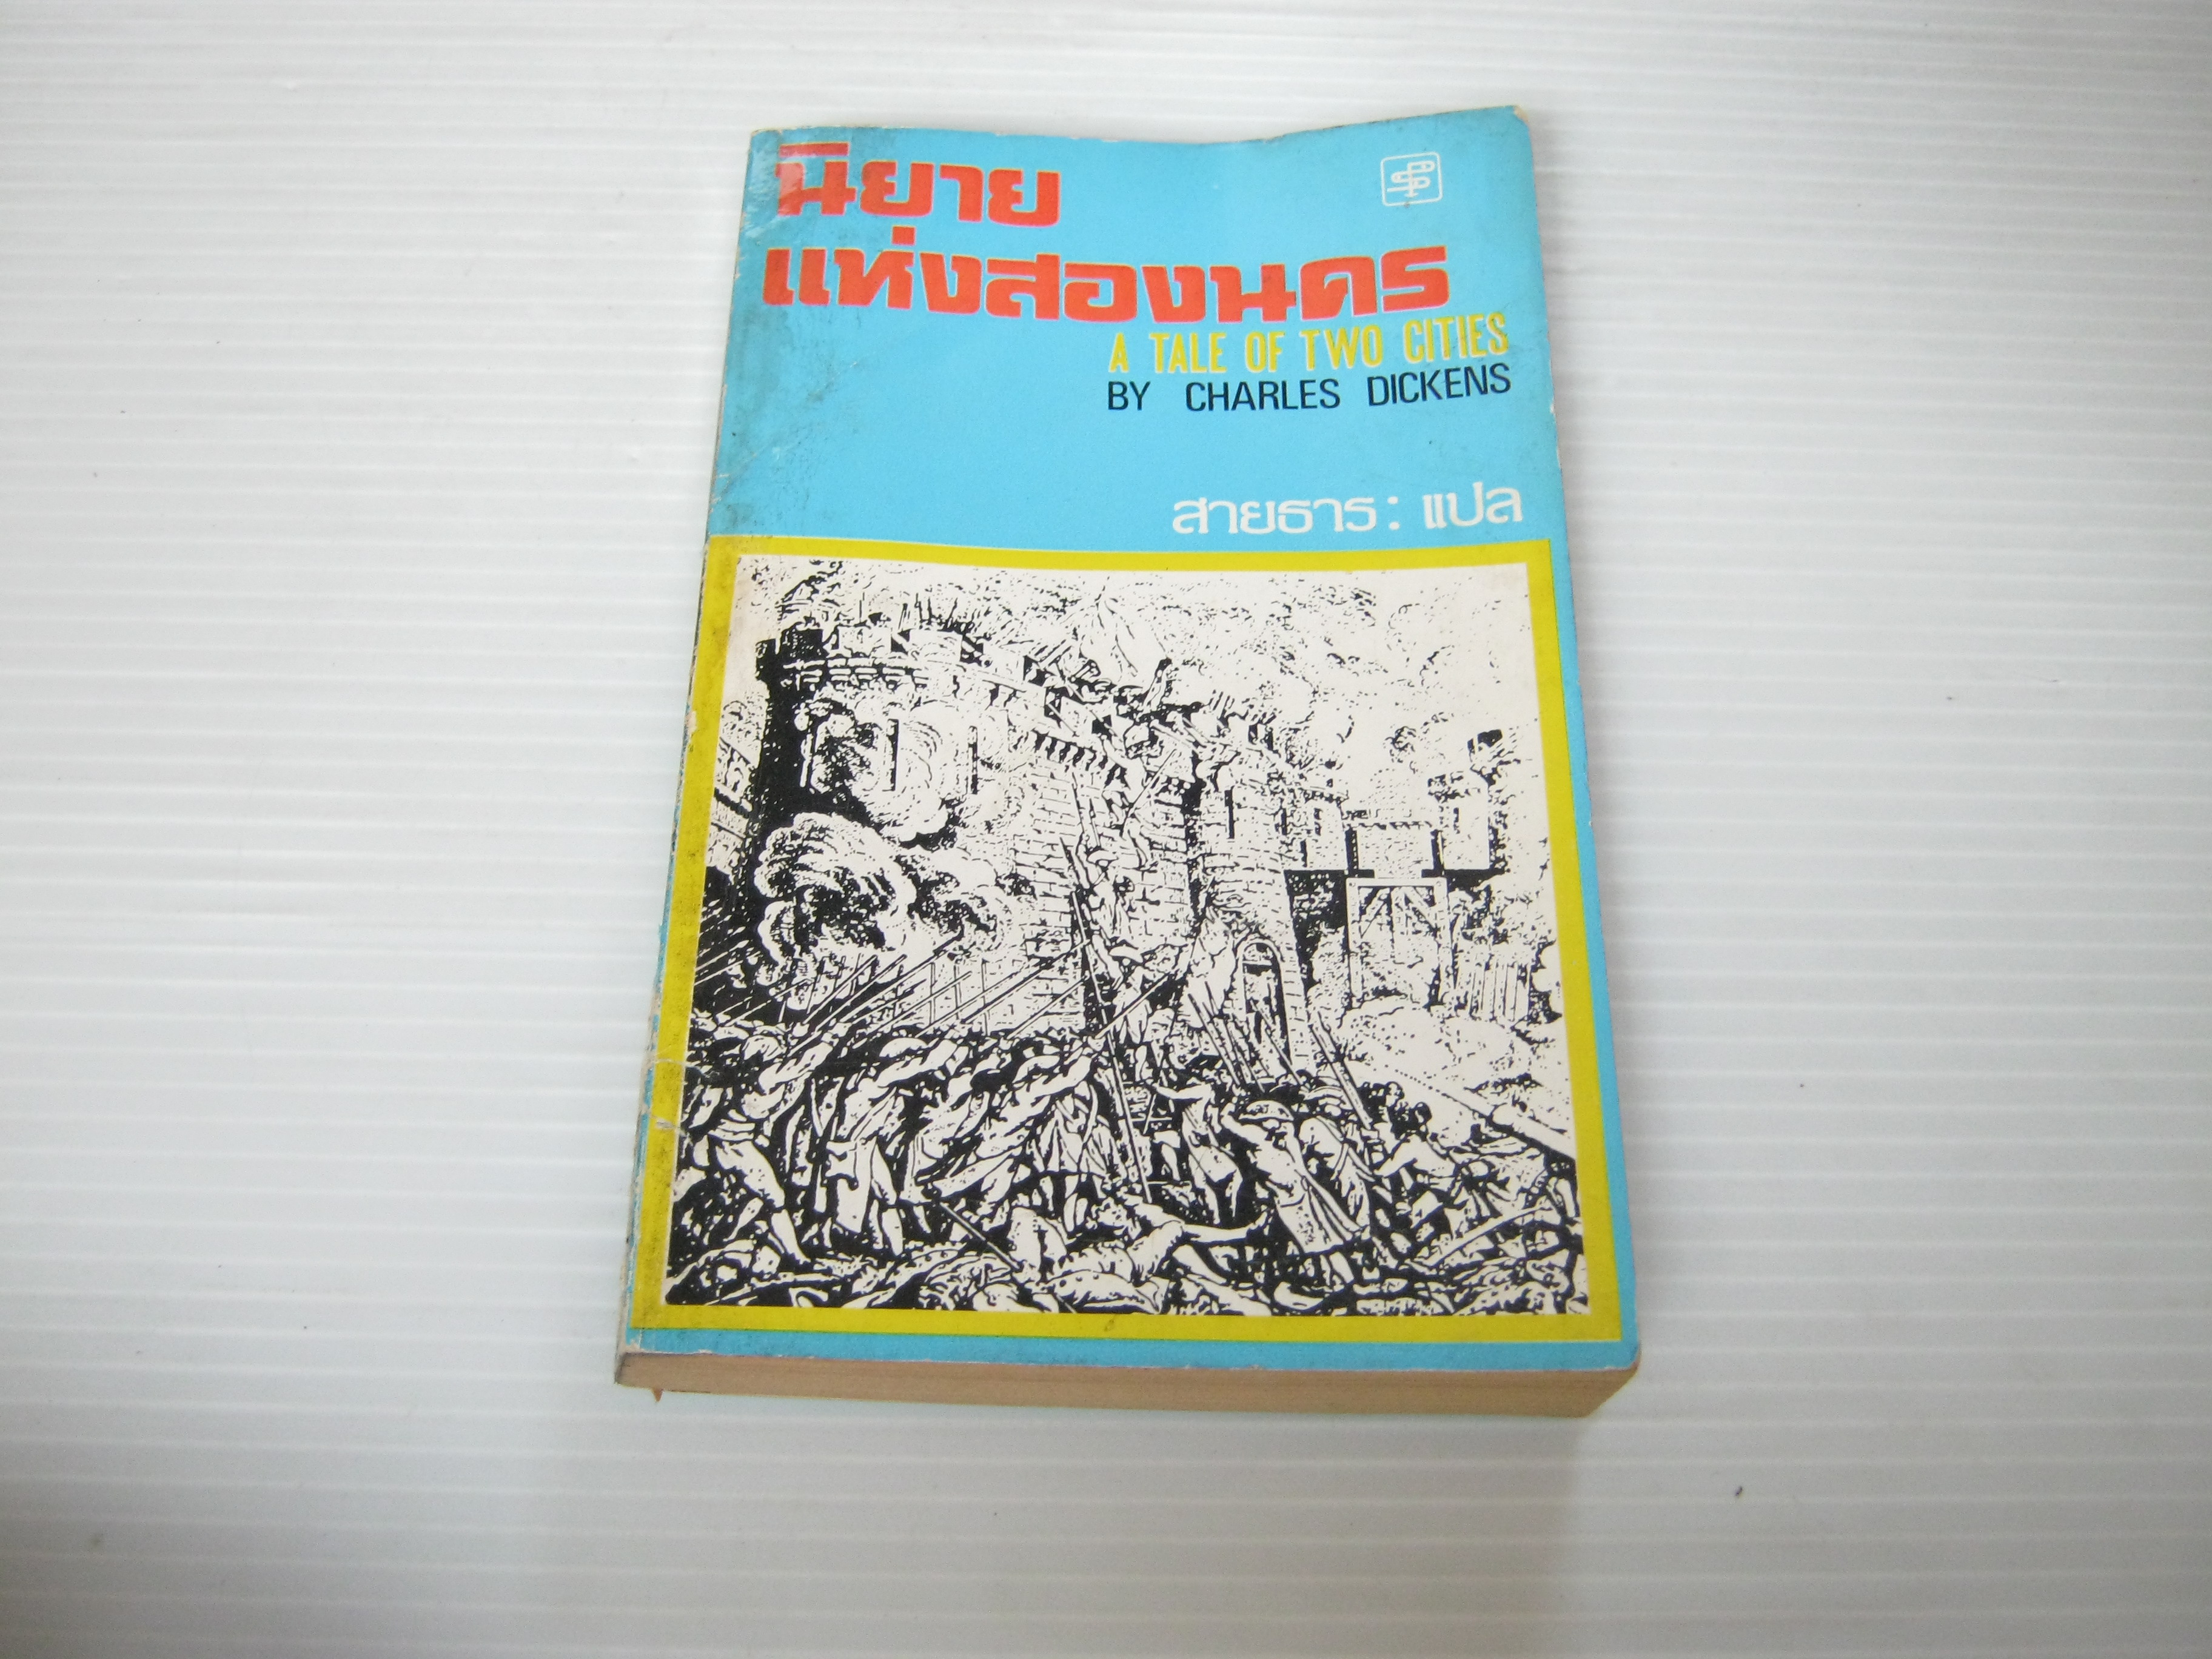 นิยาย
แห่งสองนคร
A TALE OF TWO CITIES
BY CHARLES DICKENS
สายธาร : แปล